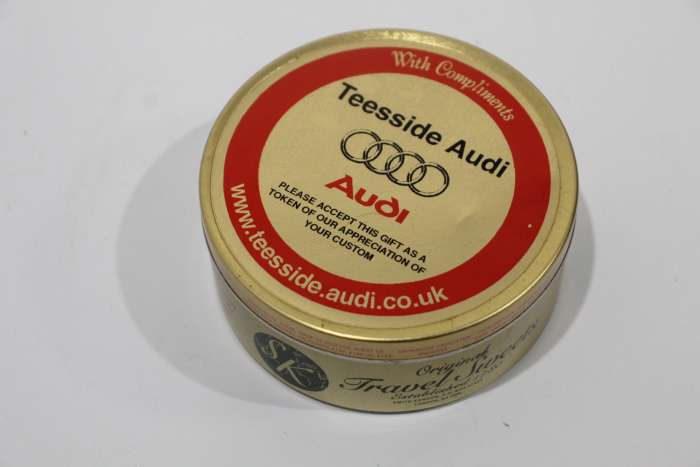 With Compliments
Teesside Audi
Audi
PLEASE ACCEPT THIS GIFT AS A
TOKEN OF OUR APPRECIATION OF
YOUR CUSTOM
www.teesside.audi.co.uk
SK
Original
Travel Sweets
Established